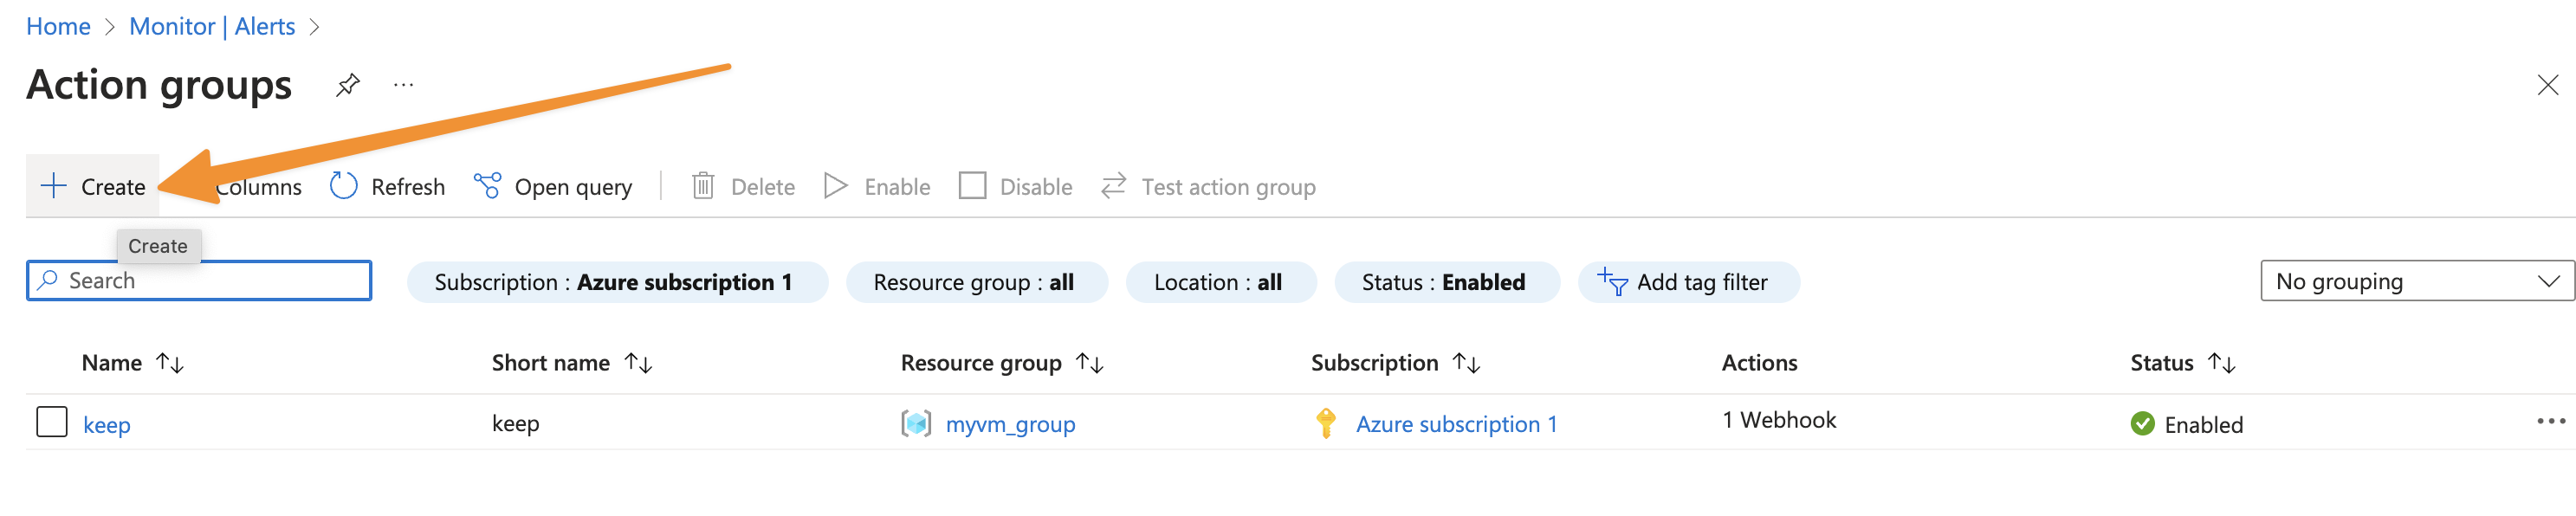 Home > Monitor | Alerts >
Action groups ...
+ Create Columns Refresh Open query | Delete Enable Disable Test action group
Create
Search Subscription : Azure subscription 1 Resource group : all Location : all Status : Enabled Add tag filter No grouping
Name ↑↓ Short name ↑↓ Resource group ↑↓ Subscription ↑↓ Actions Status ↑↓
keep keep myvm_group Azure subscription 1 1 Webhook Enabled ...